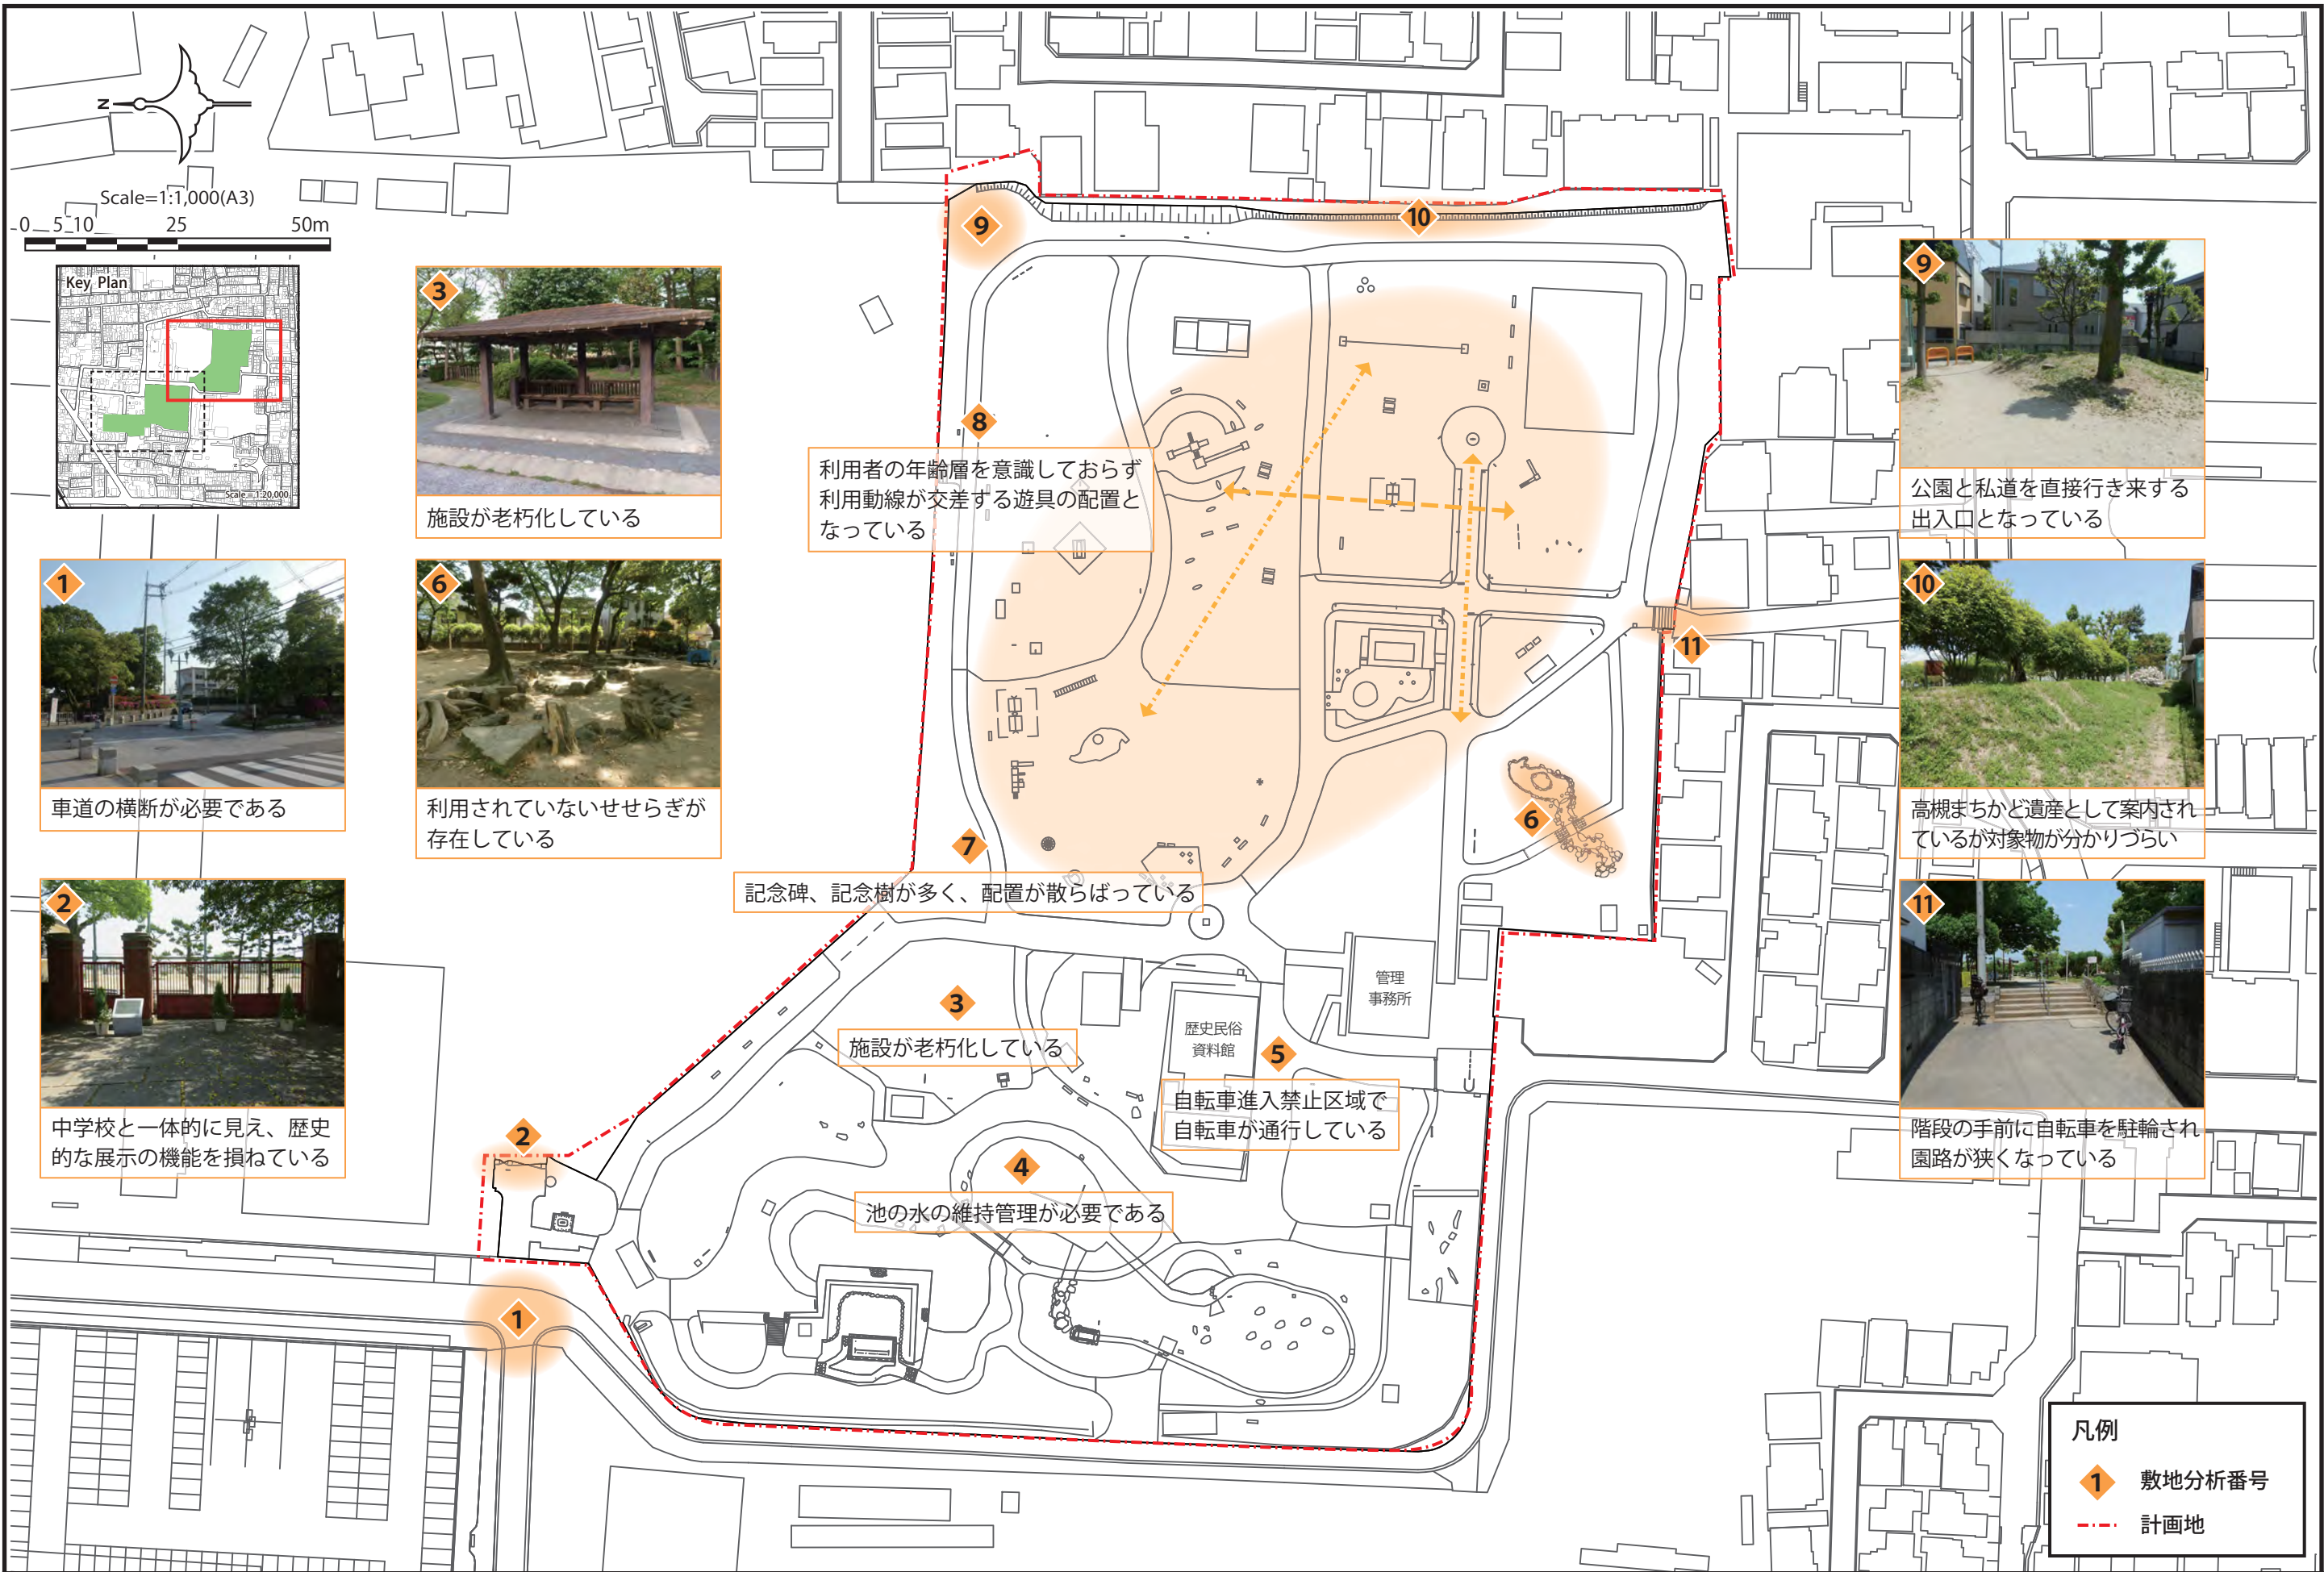 N
Scale=1:1,000(A3)
0 5 10 25 50m
Key Plan
Scale = 1:20,000
1
車道の横断が必要である
2
中学校と一体的に見え、歴史
的な展示の機能を損ねている
3
施設が老朽化している
6
利用されていないせせらぎが
存在している
9
10
8
利用者の年齢層を意識しておらず
利用動線が交差する遊具の配置と
なっている
11
7
記念碑、記念樹が多く、配置が散らばっている
6
管理
事務所
3
施設が老朽化している
歴史民俗
資料館
5
自転車進入禁止区域で
自転車が通行している
2
4
池の水の維持管理が必要である
1
9
公園と私道を直接行き来する
出入口となっている
10
高槻まちかど遺産として案内され
ているが対象物が分かりづらい
11
階段の手前に自転車を駐輪され
園路が狭くなっている
凡例
1 敷地分析番号
計画地